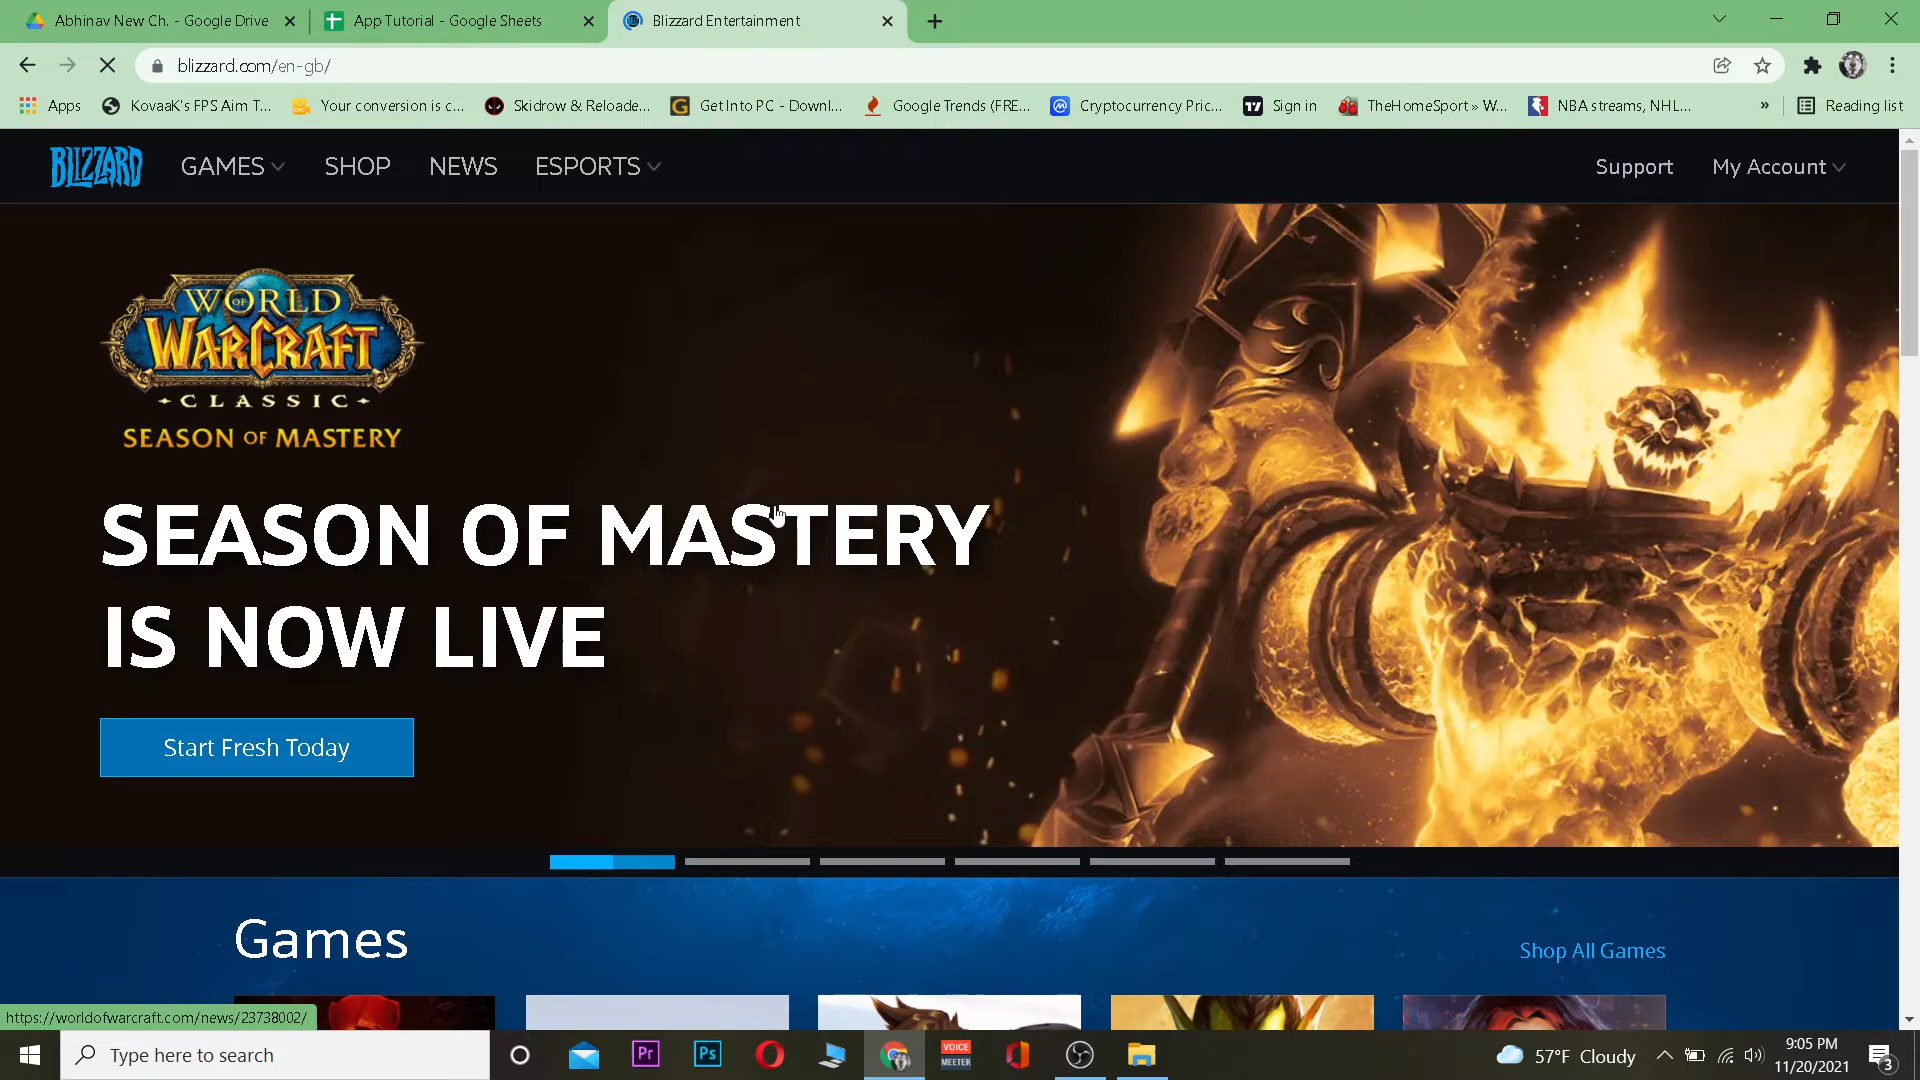 Abhinav New Ch. - Google Drive
App Tutorial - Google Sheets
Blizzard Entertainment
blizzard.com/en-gb/
Apps
KovaaK's FPS Aim T...
Your conversion is c...
Skidrow & Reloade...
Get Into PC - Downl...
Google Trends (FRE...
Cryptocurrency Pric...
Sign in
TheHomeSport » W...
NBA streams, NHL...
»
Reading list
BLIZZARD
GAMES
SHOP
NEWS
ESPORTS
Support
My Account
WORLD
OF
WARCRAFT
CLASSIC
SEASON OF MASTERY
SEASON OF MASTERY
IS NOW LIVE
Start Fresh Today
Games
Shop All Games
https://worldofwarcraft.com/news/23738002/
Type here to search
Pr
Ps
VOICE
MEETER
57°F Cloudy
9:05 PM
11/20/2021
3